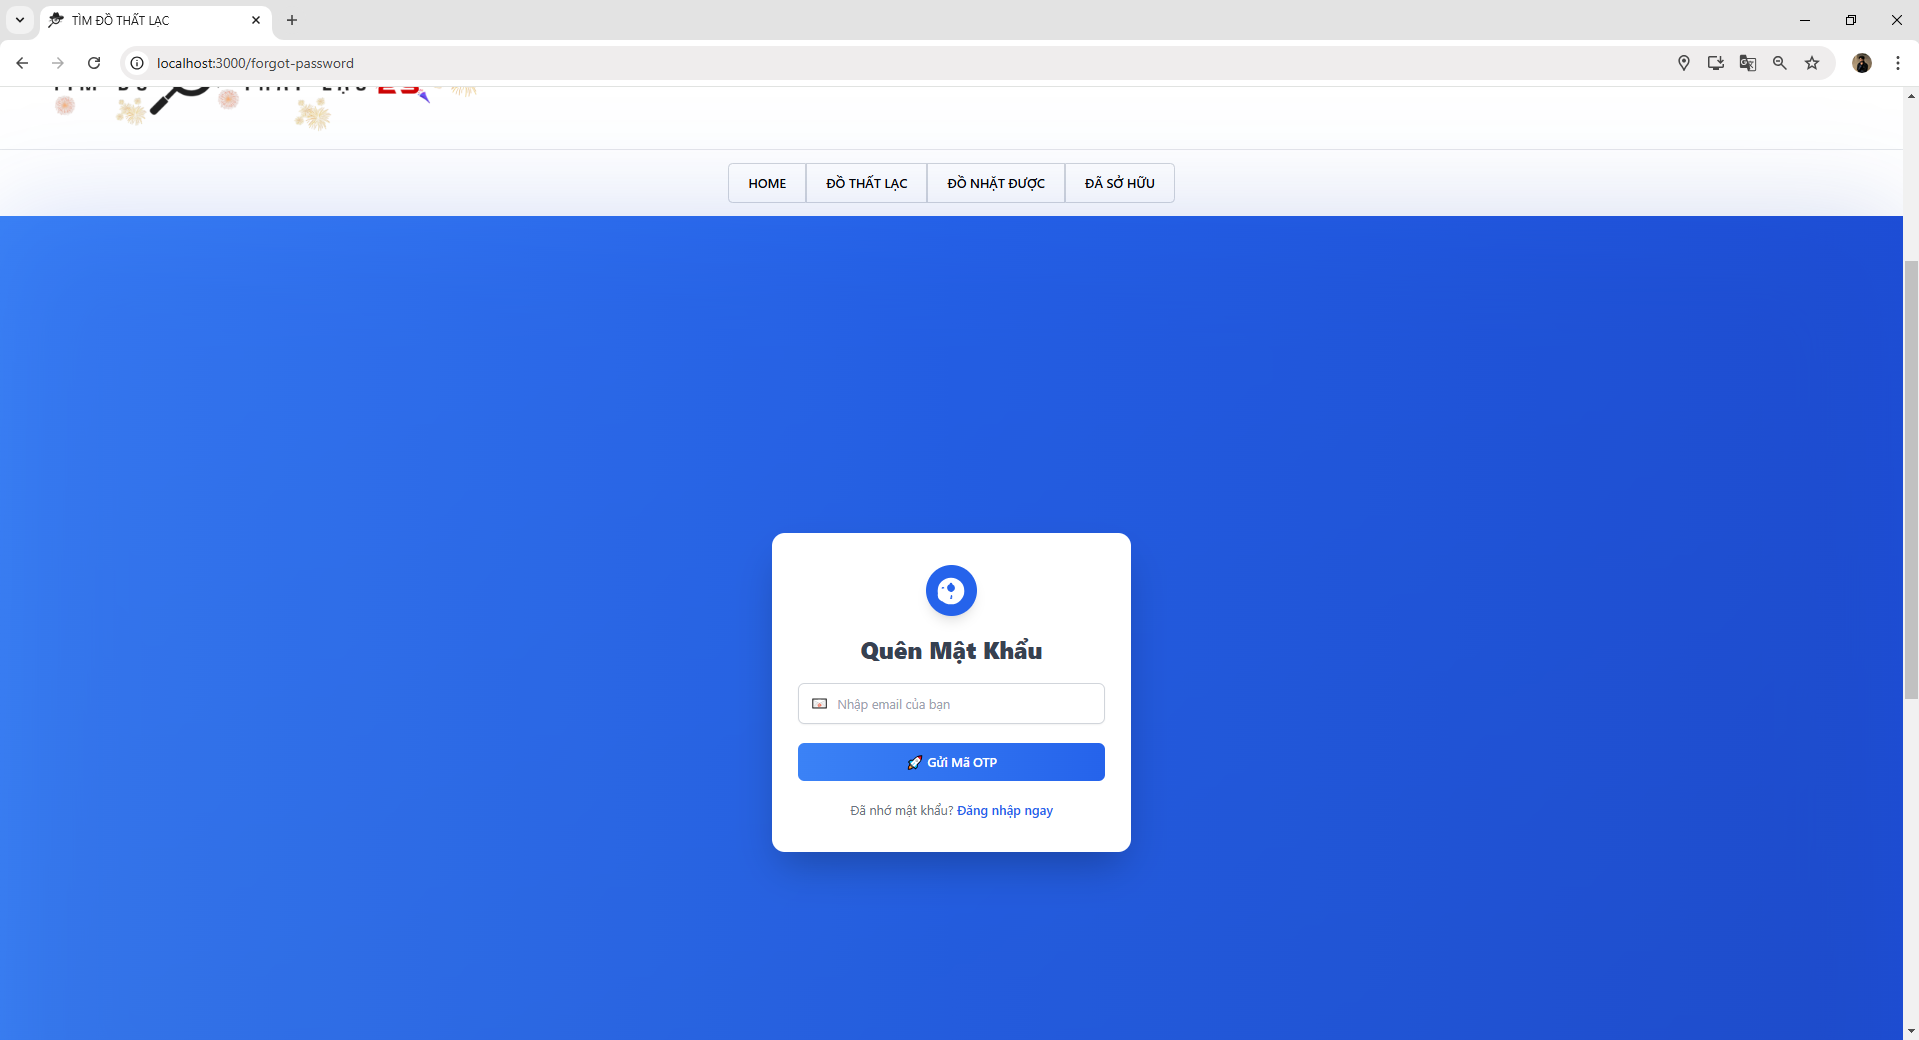 TÌM ĐỒ THẤT LẠC
localhost:3000/forgot-password
HOME
ĐỒ THẤT LẠC
ĐỒ NHẶT ĐƯỢC
ĐÃ SỞ HỮU
Quên Mật Khẩu
Nhập email của bạn
Gửi Mã OTP
Đã nhớ mật khẩu? Đăng nhập ngay